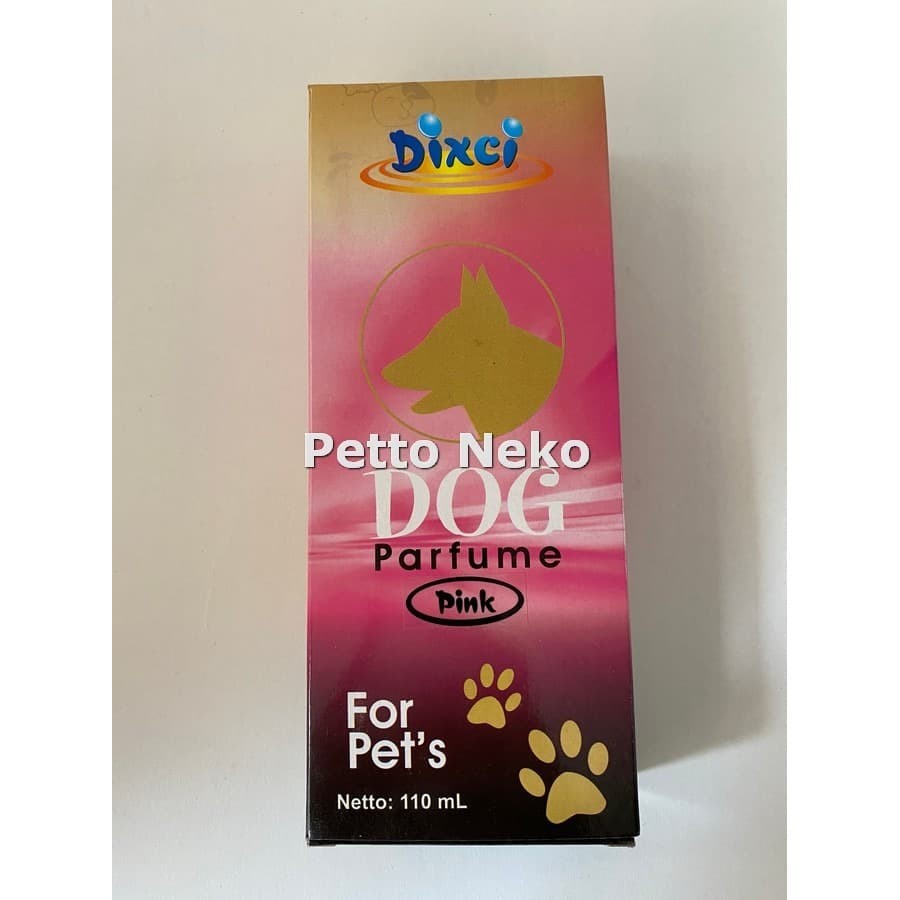 Dixci
Petto Neko
DOG
Parfume
Pink
For
Pet's
Netto: 110 mL